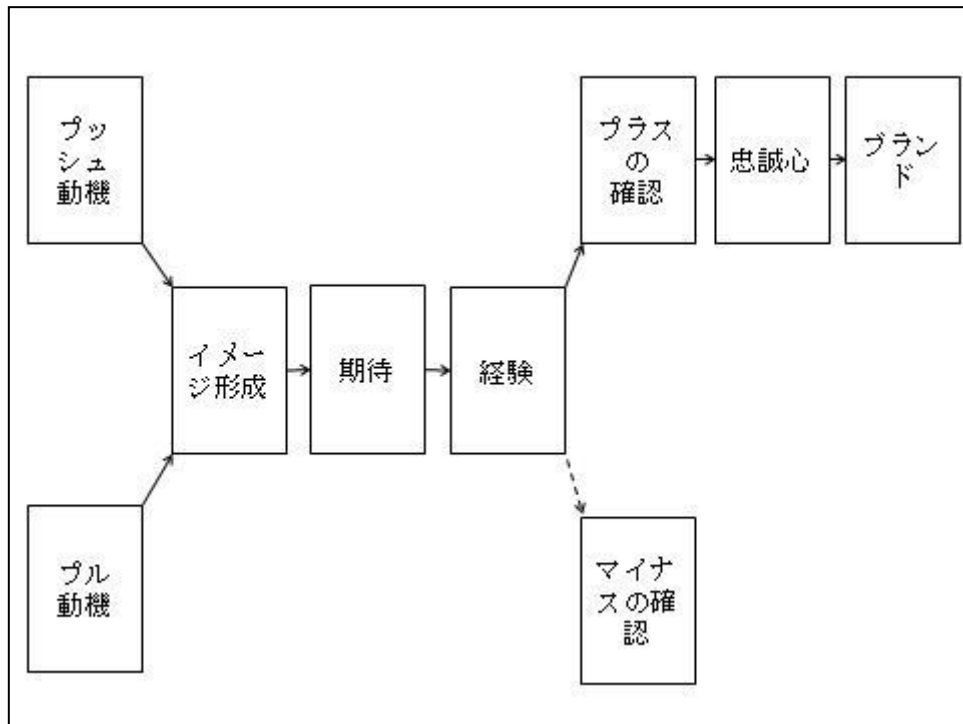 プッ
シュ
動機
プラス
の
確認
忠誠心
ブラン
ド
イメー
ジ形成
期待
経験
プル
動機
マイナ
スの確
認